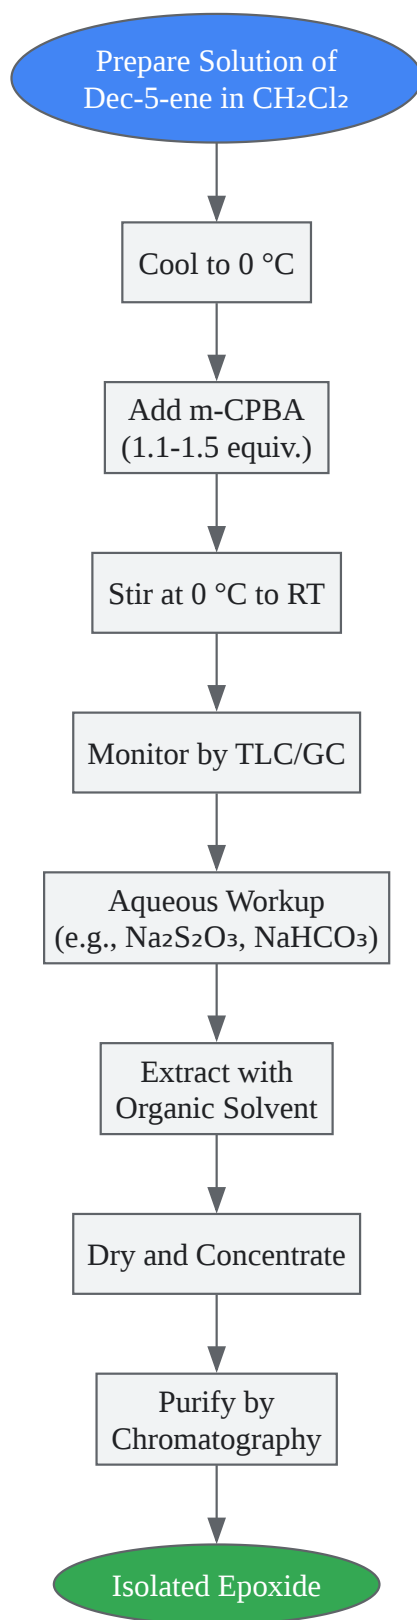 Prepare Solution of
Dec-5-ene in CH₂Cl₂
Cool to 0 °C
Add m-CPBA
(1.1-1.5 equiv.)
Stir at 0 °C to RT
Monitor by TLC/GC
Aqueous Workup
(e.g., Na₂S₂O₃, NaHCO₃)
Extract with
Organic Solvent
Dry and Concentrate
Purify by
Chromatography
Isolated Epoxide